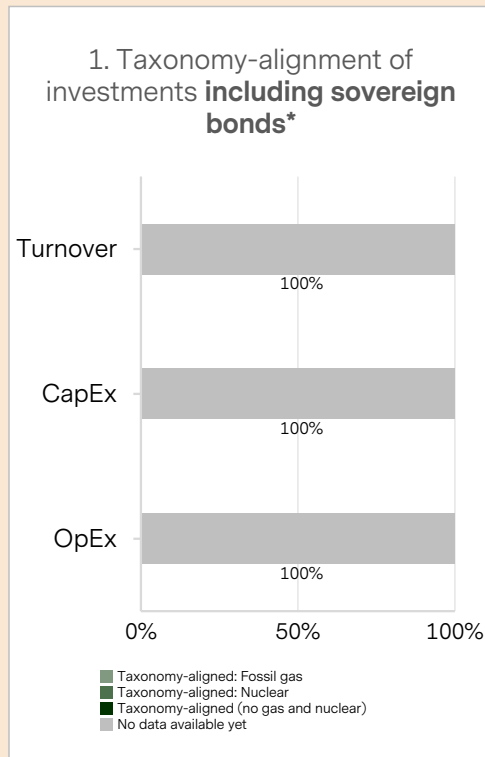 1. Taxonomy-alignment of
investments including sovereign
bonds*
Turnover
100%
CapEx
100%
OpEx
100%
0% 50% 100%
Taxonomy-aligned: Fossil gas
Taxonomy-aligned: Nuclear
Taxonomy-aligned (no gas and nuclear)
No data available yet